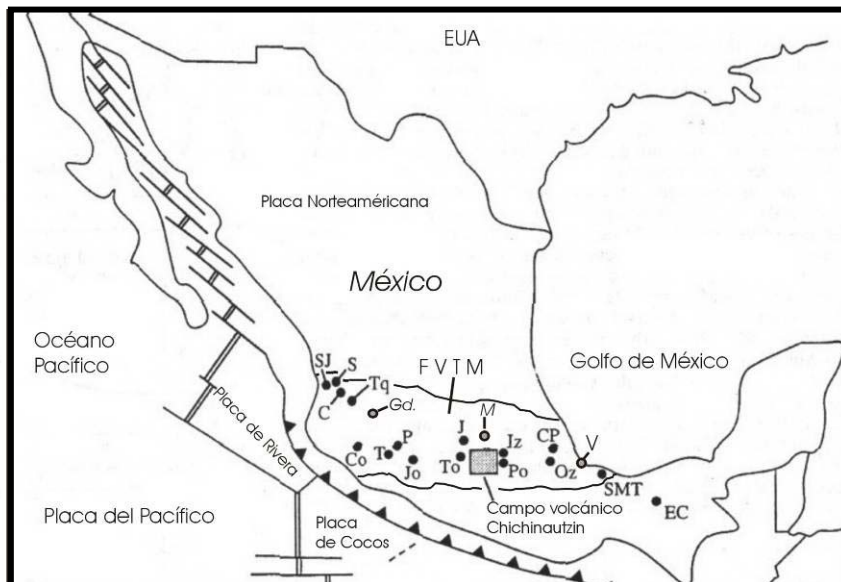 EUA
Placa Norteaméricana
México
Océano
Pacífico
Golfo de México
SJ
S
F V T M
Tq
C
Gd.
M
Placa de Rivera
J
Iz
CP
V
P
Co
T
Jo
To
Po
Oz
SMT
EC
Campo volcánico
Chichinautzin
Placa del Pacífico
Placa
de Cocos